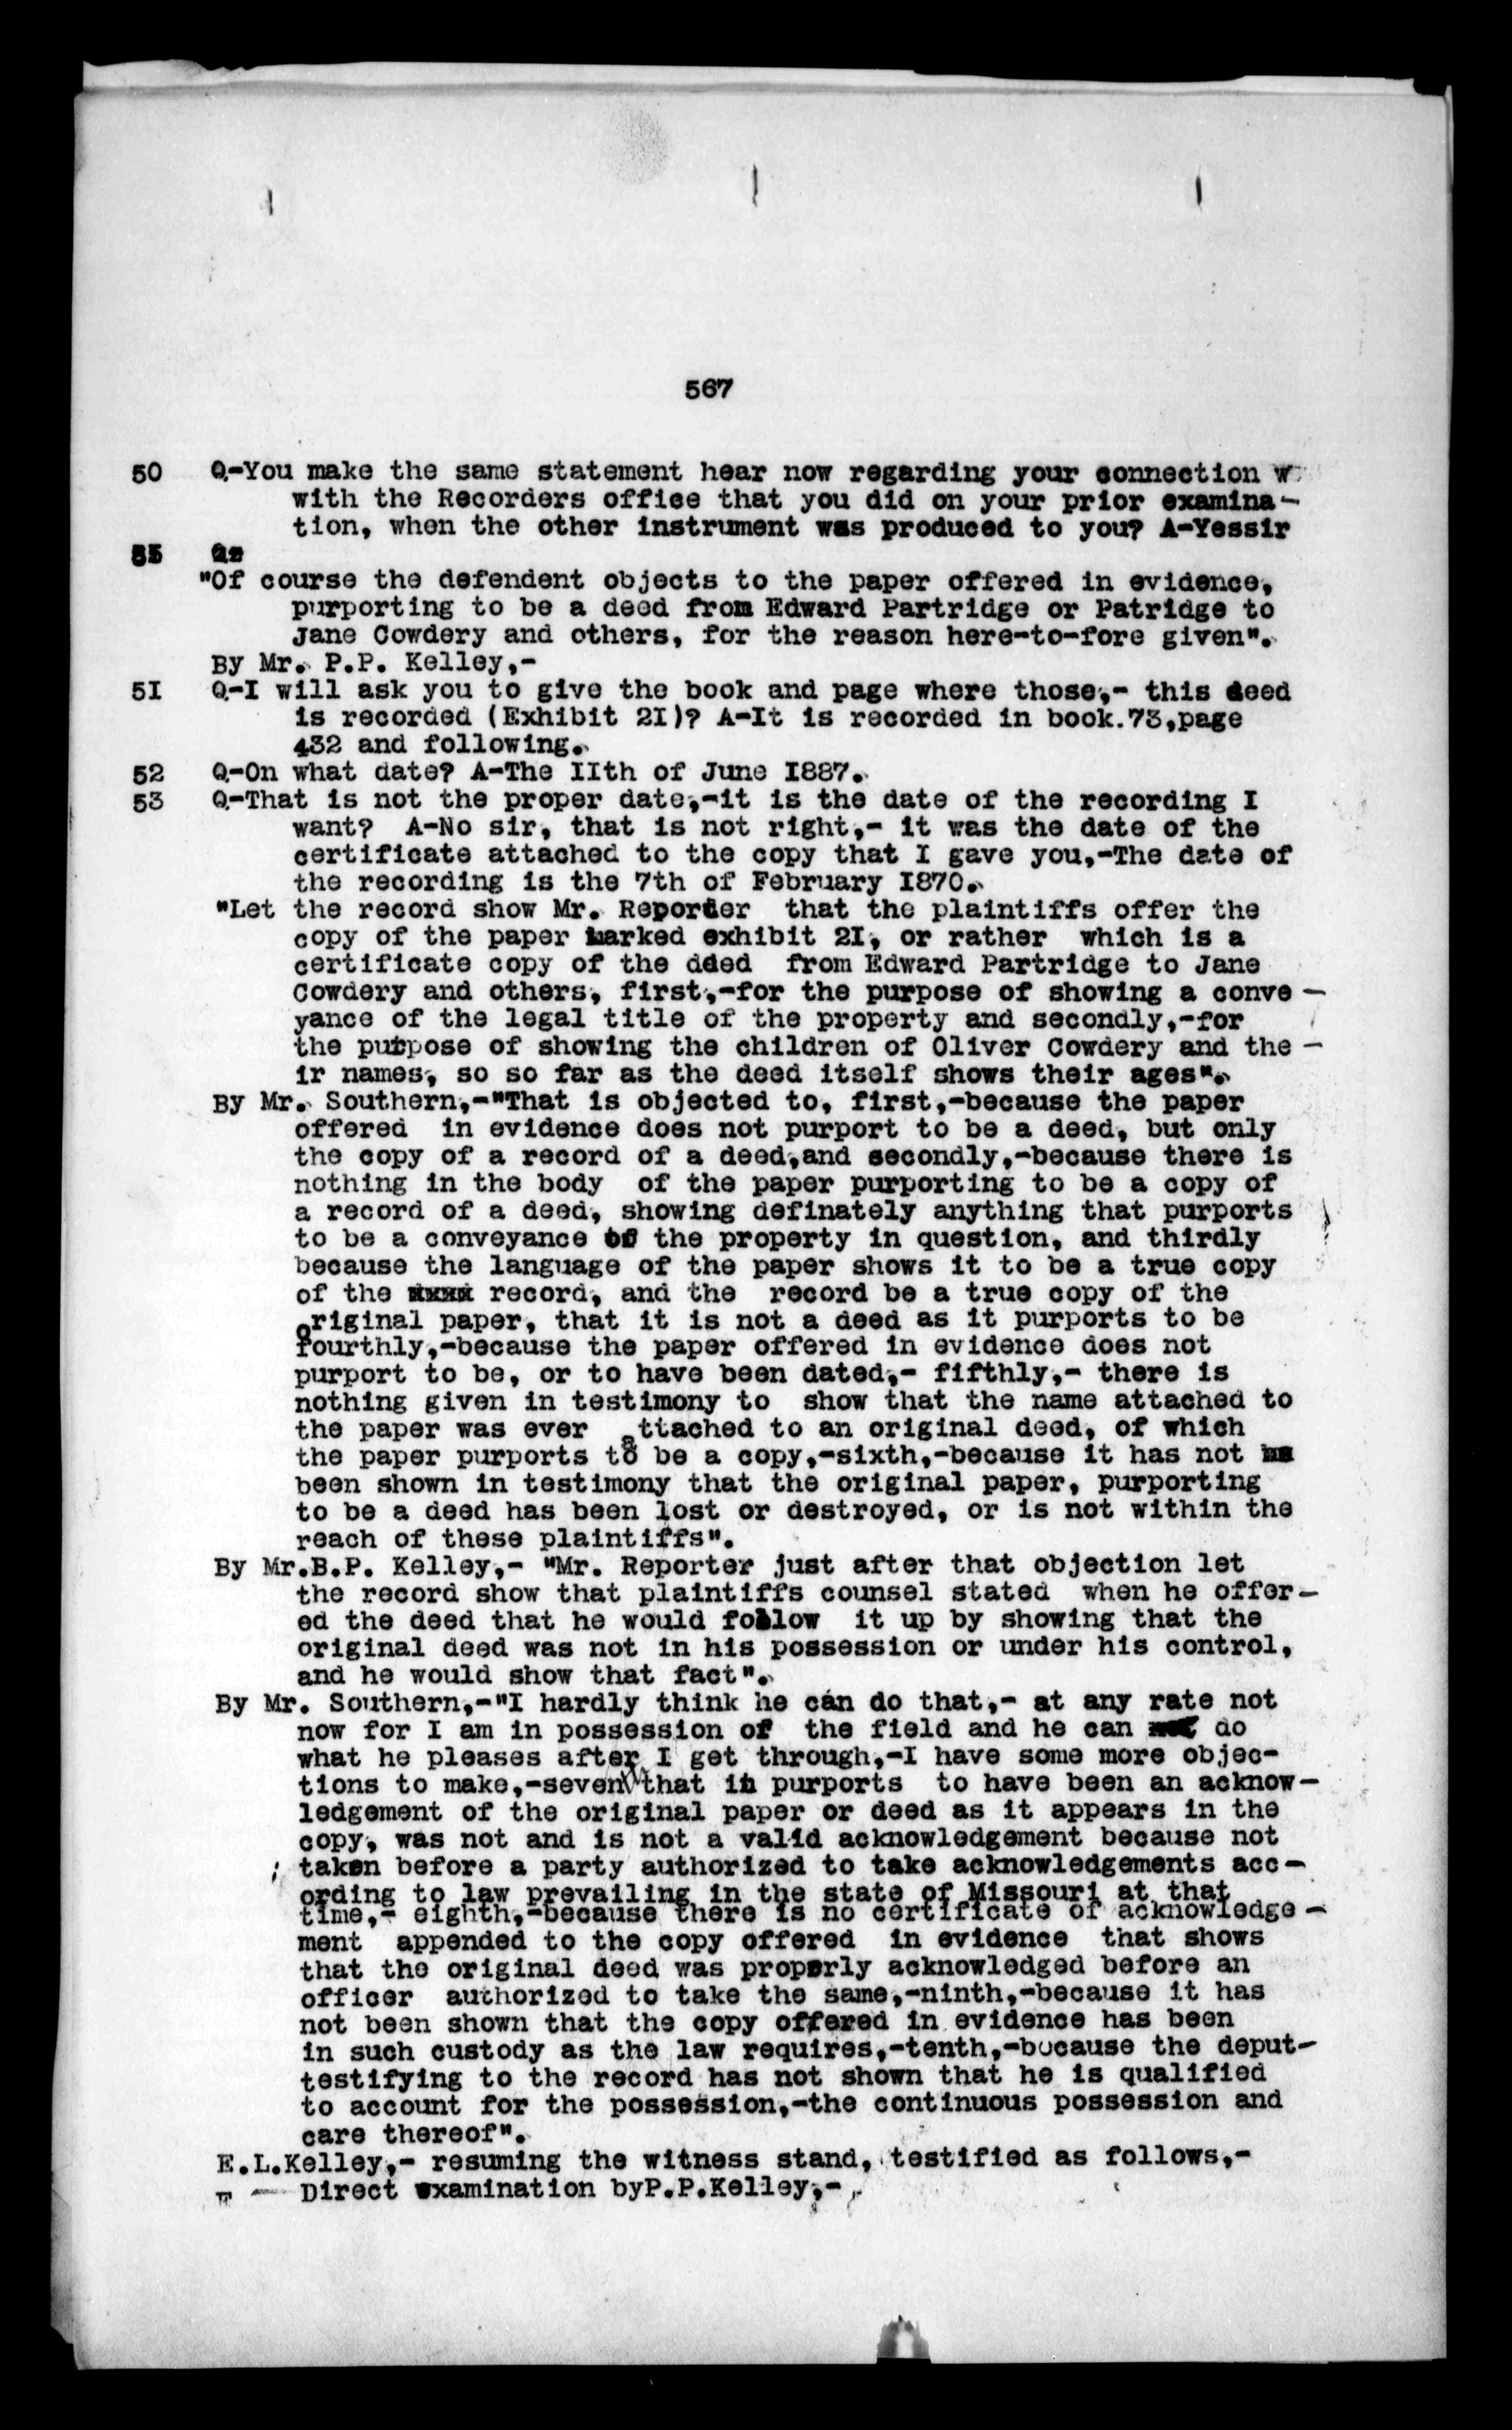 567
50 Q-You make the same statement hear now regarding your connection w
with the Recorders office that you did on your prior examina-
tion, when the other instrument was produced to you? A-Yessir
"Of course the defendent objects to the paper offered in evidence,
purporting to be a deed from Edward Partridge or Patridge to
Jane Cowdery and others, for the reason here-to-fore given".
By Mr. P.P. Kelley,-
5I Q-I will ask you to give the book and page where those,- this deed
is recorded (Exhibit 2I)? A-It is recorded in book.73,page
432 and following.
52 Q-On what date? A-The IIth of June I887.
53 Q-That is not the proper date,-it is the date of the recording I
want? A-No sir, that is not right,- it was the date of the
certificate attached to the copy that I gave you,-The date of
the recording is the 7th of February I870.
"Let the record show Mr. Reporter that the plaintiffs offer the
copy of the paper marked exhibit 2I, or rather which is a
certificate copy of the dded from Edward Partridge to Jane
Cowdery and others, first,-for the purpose of showing a conve-
yance of the legal title of the property and secondly,-for
the putpose of showing the children of Oliver Cowdery and the-
ir names, so so far as the deed itself shows their ages".
By Mr. Southern,-"That is objected to, first,-because the paper
offered in evidence does not purport to be a deed, but only
the copy of a record of a deed,and secondly,-because there is
nothing in the body of the paper purporting to be a copy of
a record of a deed, showing definately anything that purports
to be a conveyance of the property in question, and thirdly
because the language of the paper shows it to be a true copy
of the record, and the record be a true copy of the
original paper, that it is not a deed as it purports to be
fourthly,-because the paper offered in evidence does not
purport to be, or to have been dated,- fifthly,- there is
nothing given in testimony to show that the name attached to
the paper was ever attached to an original deed, of which
the paper purports to be a copy,-sixth,-because it has not
been shown in testimony that the original paper, purporting
to be a deed has been lost or destroyed, or is not within the
reach of these plaintiffs".
By Mr.B.P. Kelley,- "Mr. Reporter just after that objection let
the record show that plaintiffs counsel stated when he offer-
ed the deed that he would follow it up by showing that the
original deed was not in his possession or under his control,
and he would show that fact".
By Mr. Southern,-"I hardly think he can do that,- at any rate not
now for I am in possession of the field and he can do
what he pleases after I get through,-I have some more objec-
tions to make,-seven that in purports to have been an acknow-
ledgement of the original paper or deed as it appears in the
copy, was not and is not a valid acknowledgement because not
taken before a party authorized to take acknowledgements acc-
ording to law prevailing in the state of Missouri at that
time,- eighth,-because there is no certificate of acknowledge-
ment appended to the copy offered in evidence that shows
that the original deed was properly acknowledged before an
officer authorized to take the same,-ninth,-because it has
not been shown that the copy offered in evidence has been
in such custody as the law requires,-tenth,-because the deput-
testifying to the record has not shown that he is qualified
to account for the possession,-the continuous possession and
care thereof".
E.L.Kelley,- resuming the witness stand, testified as follows,-
Direct examination byP.P.Kelley,-